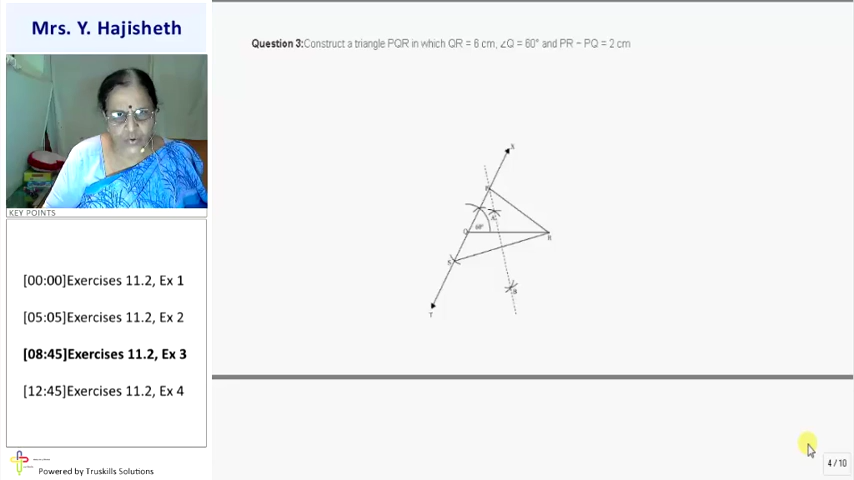 Mrs. Y. Hajisheth
KEY POINTS
[00:00]Exercises 11.2, Ex 1
[05:05]Exercises 11.2, Ex 2
[08:45]Exercises 11.2, Ex 3
[12:45]Exercises 11.2, Ex 4
Powered by Truskills Solutions
Question 3:Construct a triangle PQR in which QR = 6 cm, ∠Q = 60° and PR − PQ = 2 cm
X
P
Q
60°
R
S
T
4 / 10